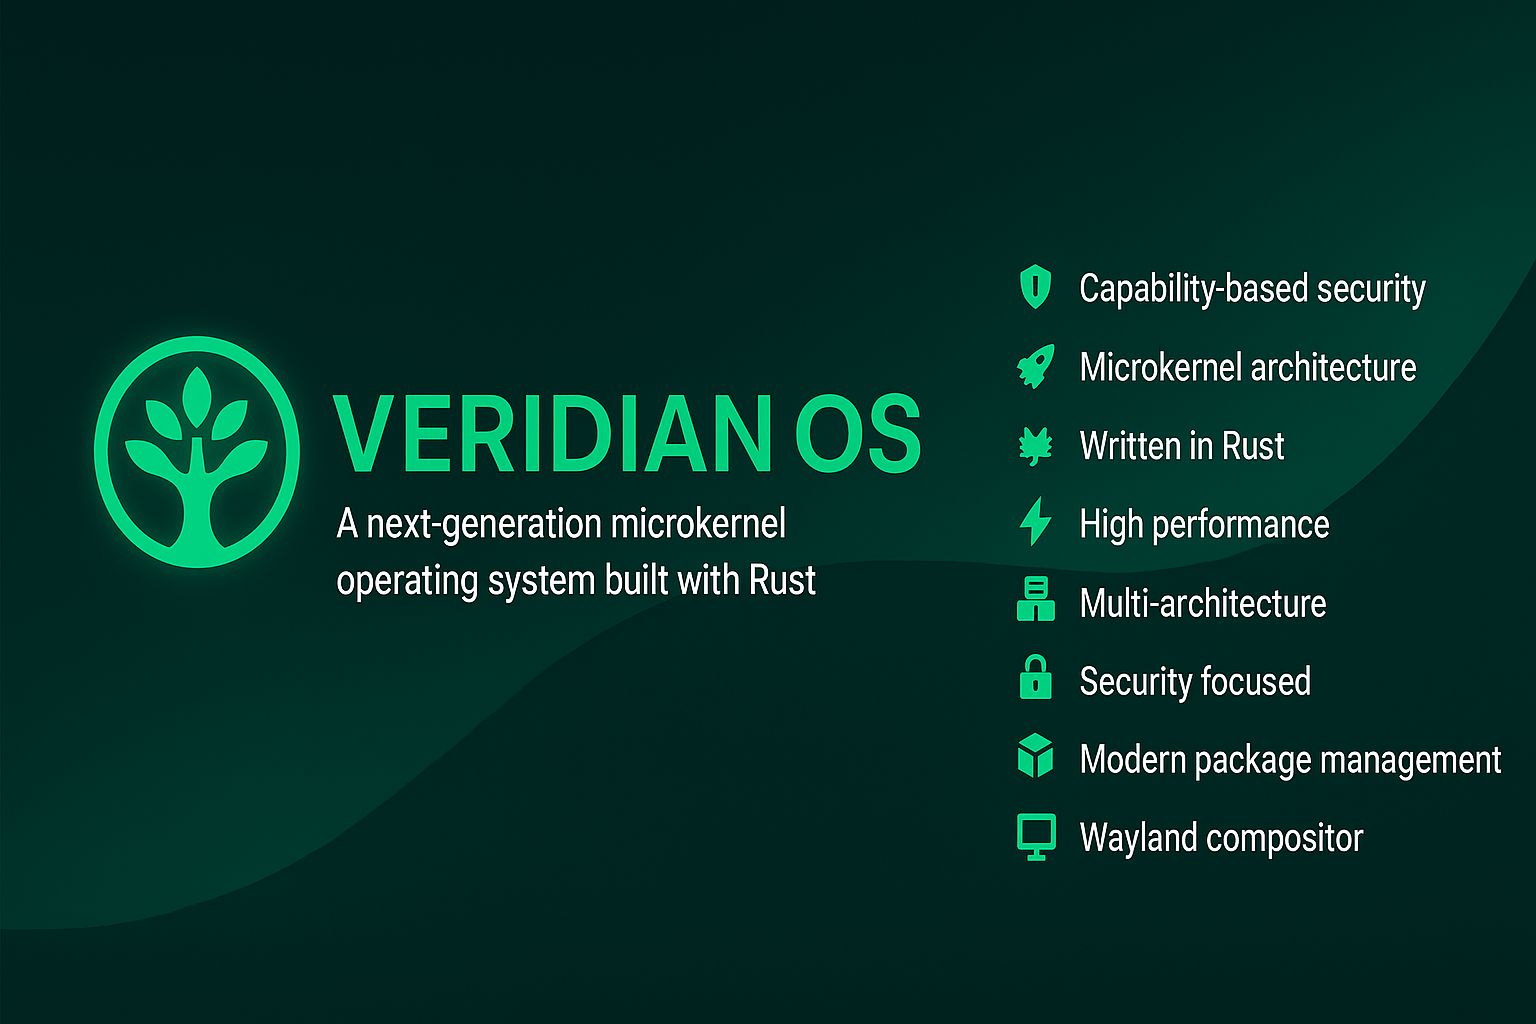 VERIDIAN OS
A next-generation microkernel
operating system built with Rust
Capability-based security
Microkernel architecture
Written in Rust
High performance
Multi-architecture
Security focused
Modern package management
Wayland compositor